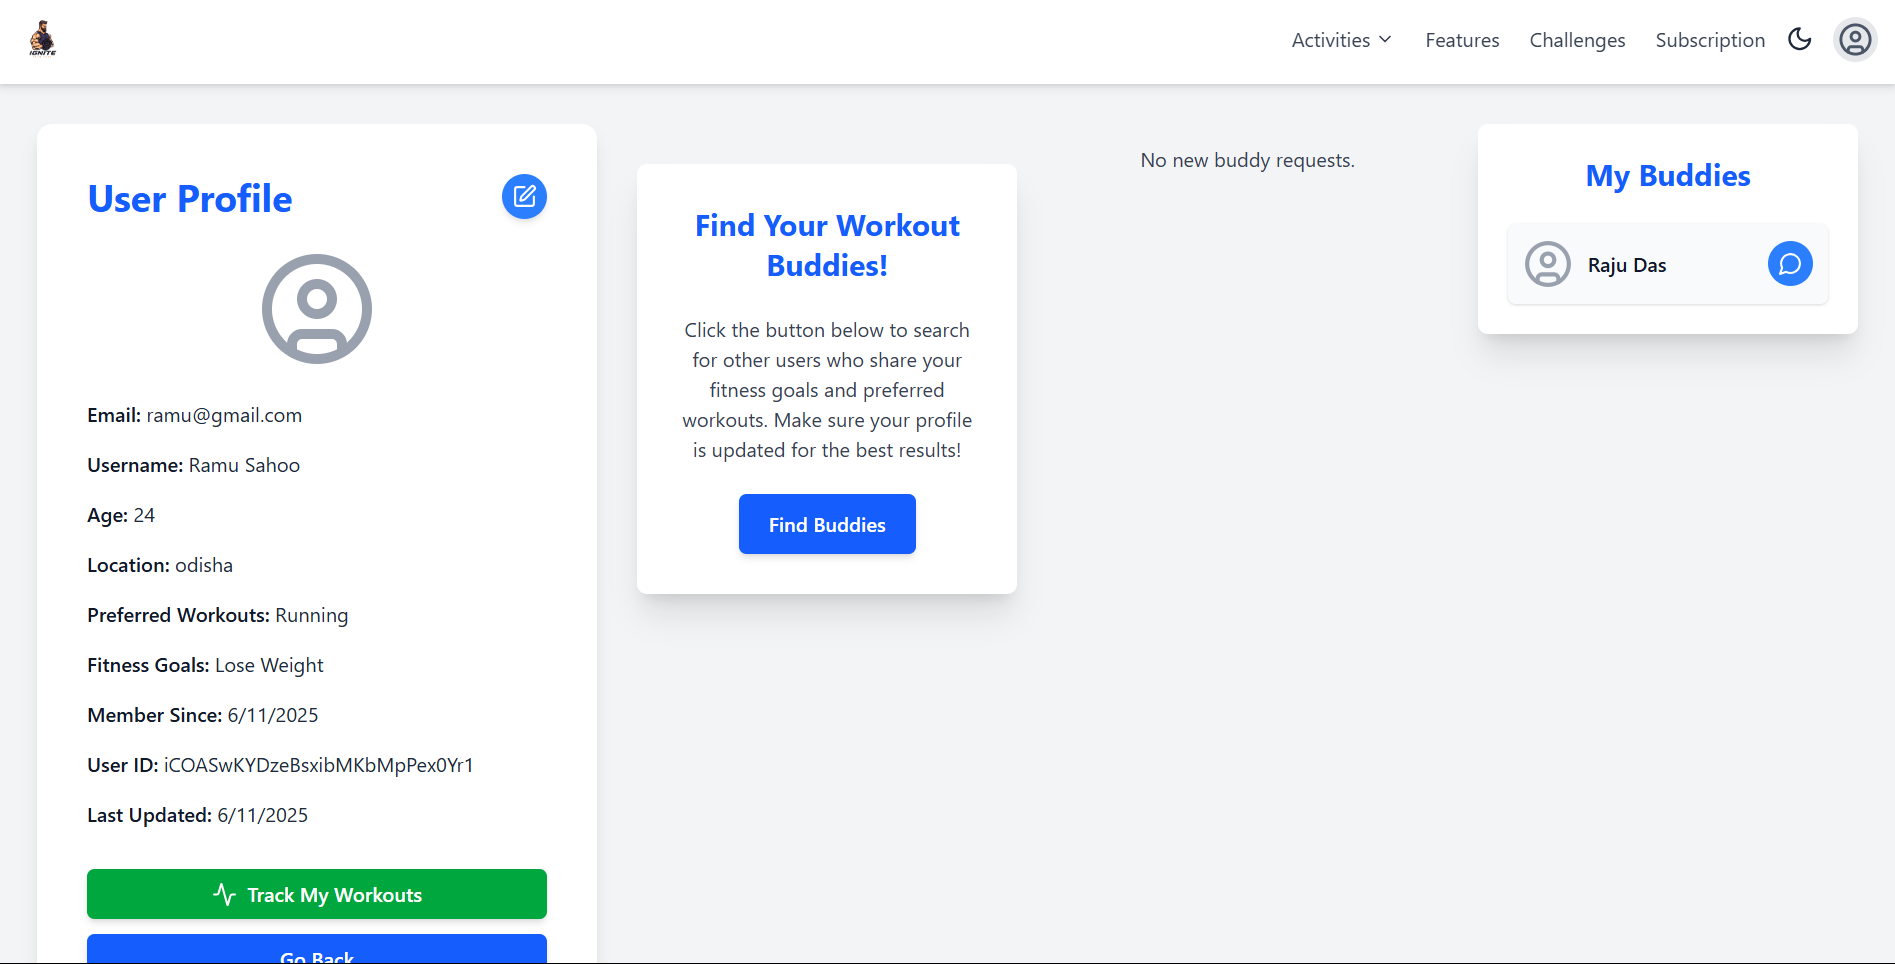 IGNITE
Activities
Features
Challenges
Subscription
User Profile
Email: ramu@gmail.com
Username: Ramu Sahoo
Age: 24
Location: odisha
Preferred Workouts: Running
Fitness Goals: Lose Weight
Member Since: 6/11/2025
User ID: iCOASwKYDzeBsxibMKbMpPex0Yr1
Last Updated: 6/11/2025
Track My Workouts
Go Back
Find Your Workout
Buddies!
Click the button below to search
for other users who share your
fitness goals and preferred
workouts. Make sure your profile
is updated for the best results!
Find Buddies
No new buddy requests.
My Buddies
Raju Das